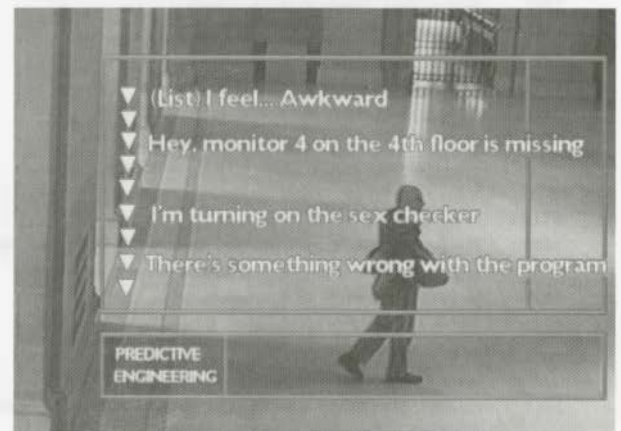 (List) I feel... Awkward
Hey, monitor 4 on the 4th floor is missing
I'm turning on the sex checker
There's something wrong with the program
PREDICTIVE
ENGINEERING